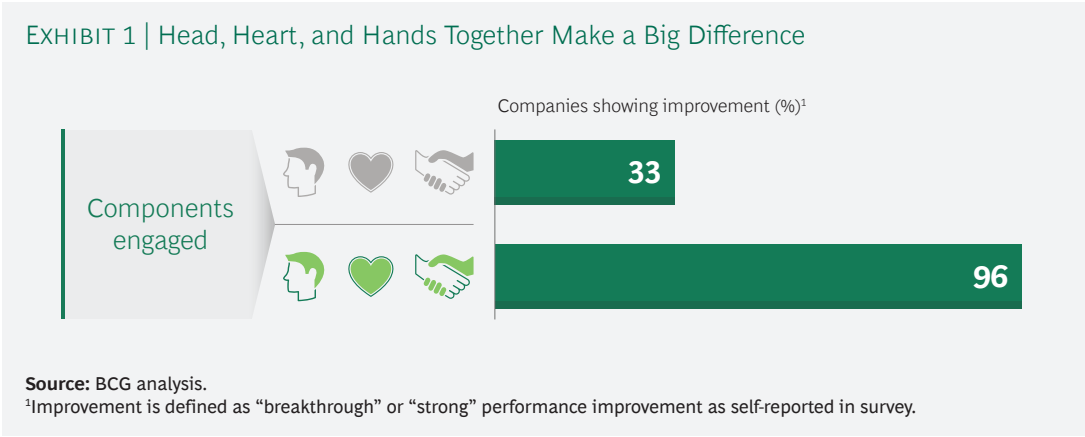 EXHIBIT 1 | Head, Heart, and Hands Together Make a Big Difference
Companies showing improvement (%)¹
33
Components
engaged
96
Source: BCG analysis.
¹Improvement is defined as “breakthrough” or “strong” performance improvement as self-reported in survey.